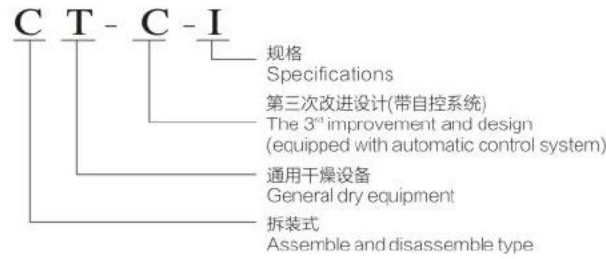 C T - C - I
规格
Specifications
第三次改进设计(带自控系统)
The 3rd improvement and design
(equipped with automatic control system)
通用干燥设备
General dry equipment
拆装式
Assemble and disassemble type